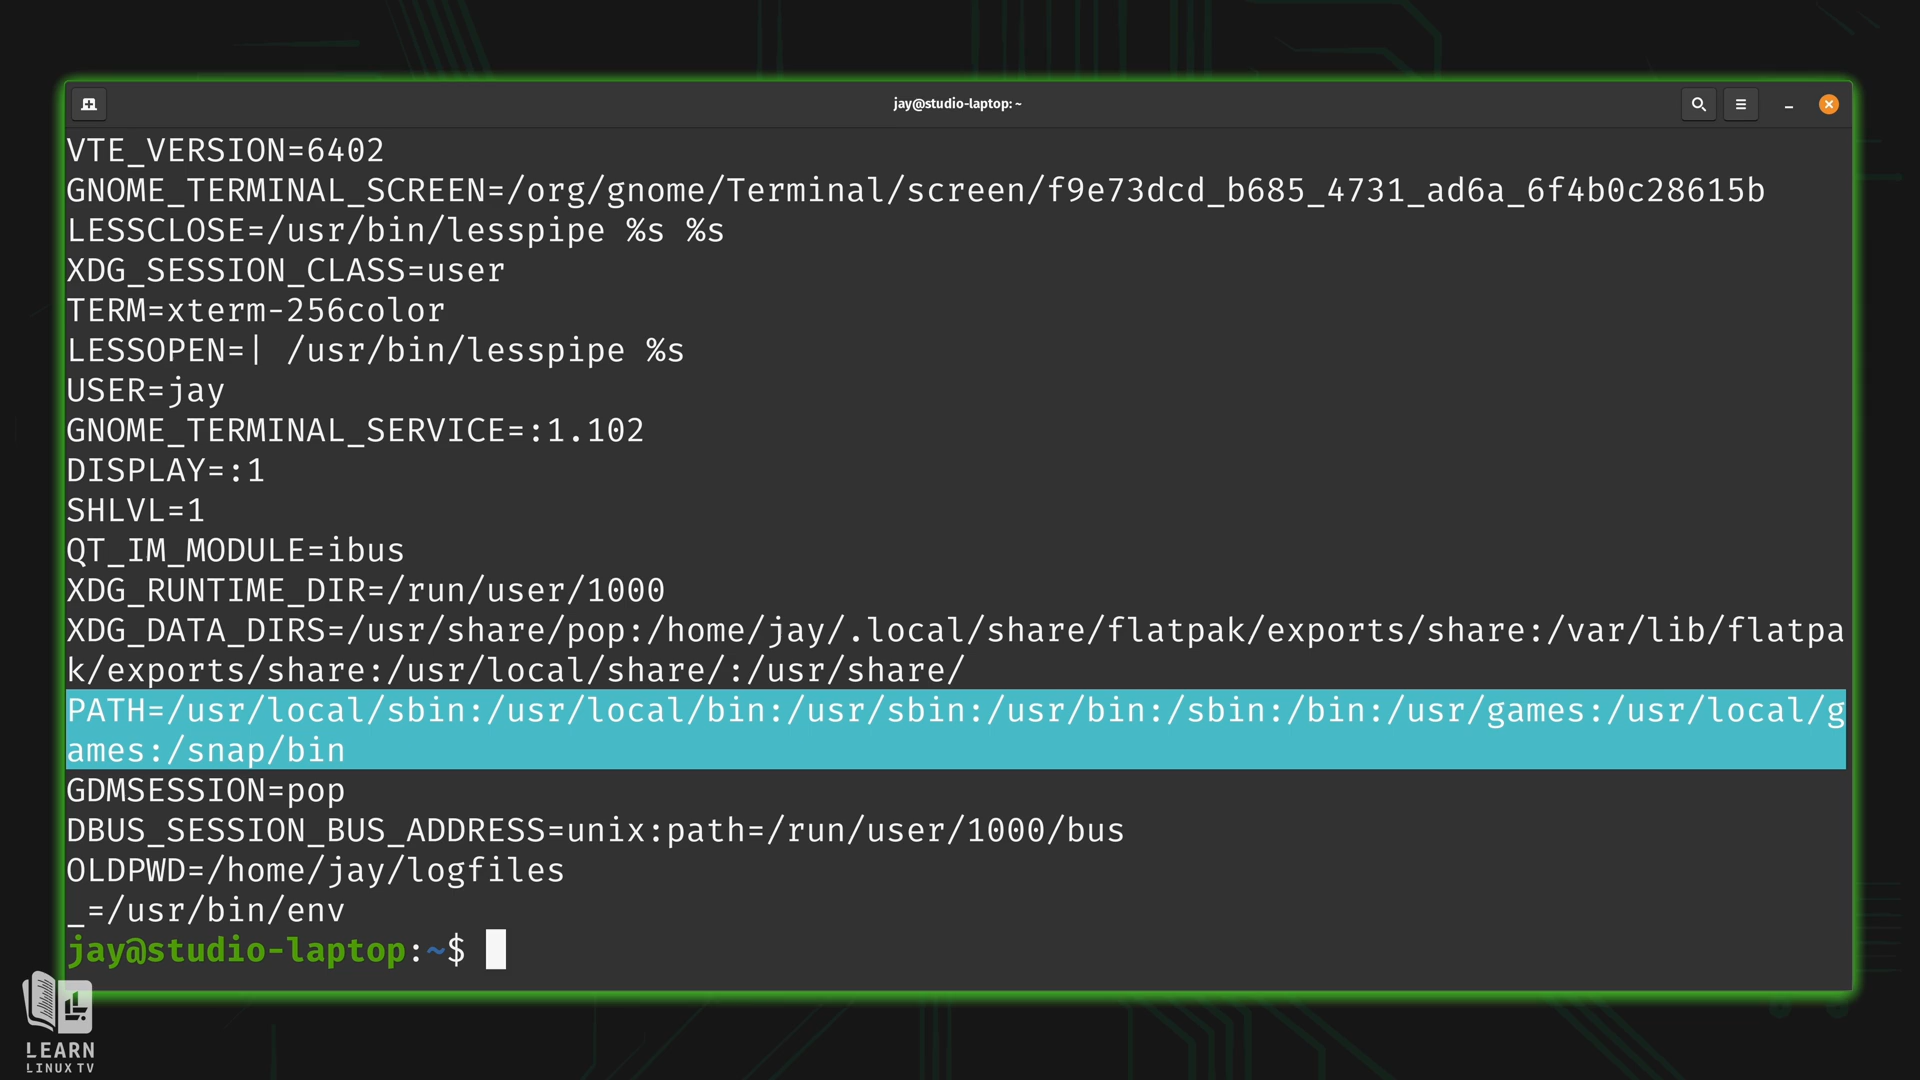 jay@studio-laptop: ~
VTE_VERSION=6402
GNOME_TERMINAL_SCREEN=/org/gnome/Terminal/screen/f9e73dcd_b685_4731_ad6a_6f4b0c28615b
LESSCLOSE=/usr/bin/lesspipe %s %s
XDG_SESSION_CLASS=user
TERM=xterm-256color
LESSOPEN=| /usr/bin/lesspipe %s
USER=jay
GNOME_TERMINAL_SERVICE=:1.102
DISPLAY=:1
SHLVL=1
QT_IM_MODULE=ibus
XDG_RUNTIME_DIR=/run/user/1000
XDG_DATA_DIRS=/usr/share/pop:/home/jay/.local/share/flatpak/exports/share:/var/lib/flatpa
k/exports/share:/usr/local/share/:/usr/share/
PATH=/usr/local/sbin:/usr/local/bin:/usr/sbin:/usr/bin:/sbin:/bin:/usr/games:/usr/local/g
ames:/snap/bin
GDMSESSION=pop
DBUS_SESSION_BUS_ADDRESS=unix:path=/run/user/1000/bus
OLDPWD=/home/jay/logfiles
_=/usr/bin/env
jay@studio-laptop:~$
LEARN
LINUX TV